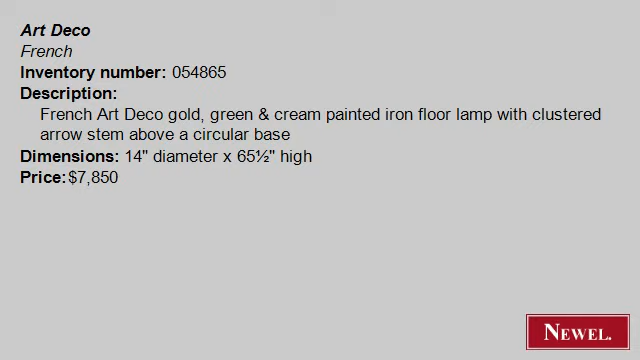 Art Deco
French
Inventory number: 054865
Description:
French Art Deco gold, green & cream painted iron floor lamp with clustered
arrow stem above a circular base
Dimensions: 14" diameter x 65½" high
Price:$7,850
NEWEL.